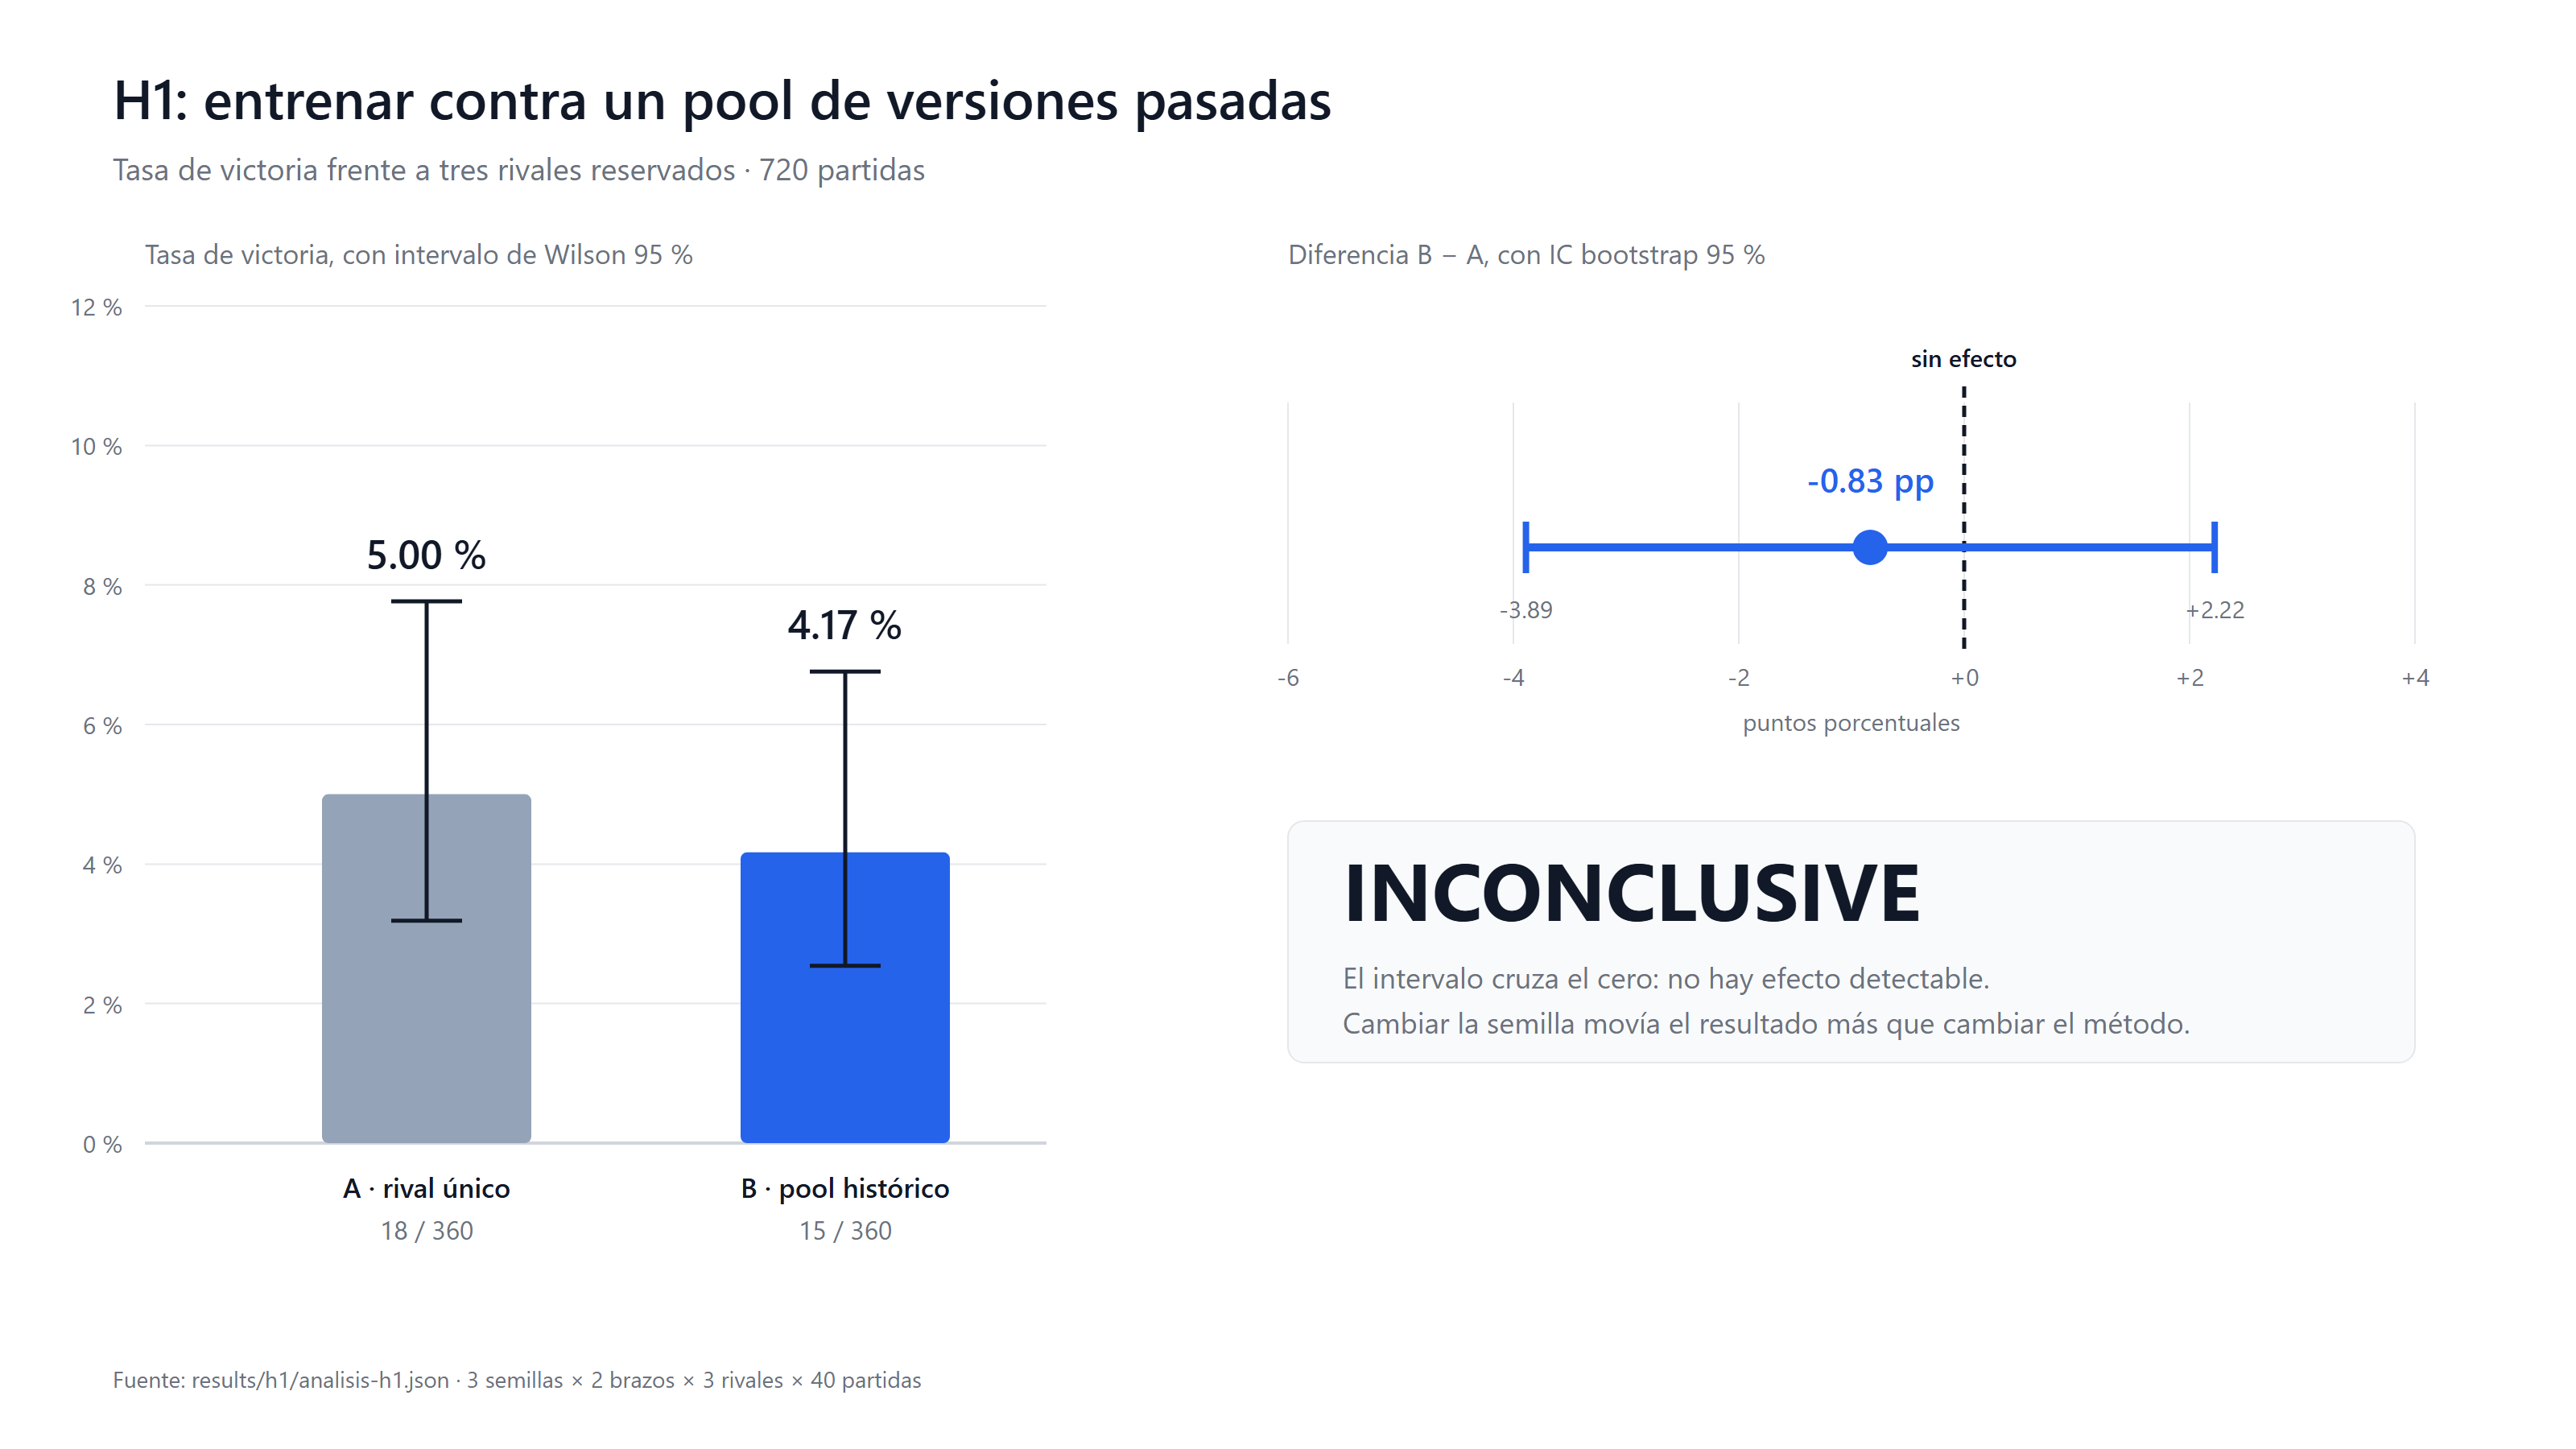 H1: entrenar contra un pool de versiones pasadas
Tasa de victoria frente a tres rivales reservados · 720 partidas
Tasa de victoria, con intervalo de Wilson 95 %
12 %
10 %
8 %
6 %
4 %
2 %
0 %
5.00 %
4.17 %
A · rival único
18 / 360
B · pool histórico
15 / 360
Diferencia B − A, con IC bootstrap 95 %
sin efecto
-0.83 pp
-3.89
+2.22
-6
-4
-2
+0
+2
+4
puntos porcentuales
INCONCLUSIVE
El intervalo cruza el cero: no hay efecto detectable.
Cambiar la semilla movía el resultado más que cambiar el método.
Fuente: results/h1/analisis-h1.json · 3 semillas × 2 brazos × 3 rivales × 40 partidas